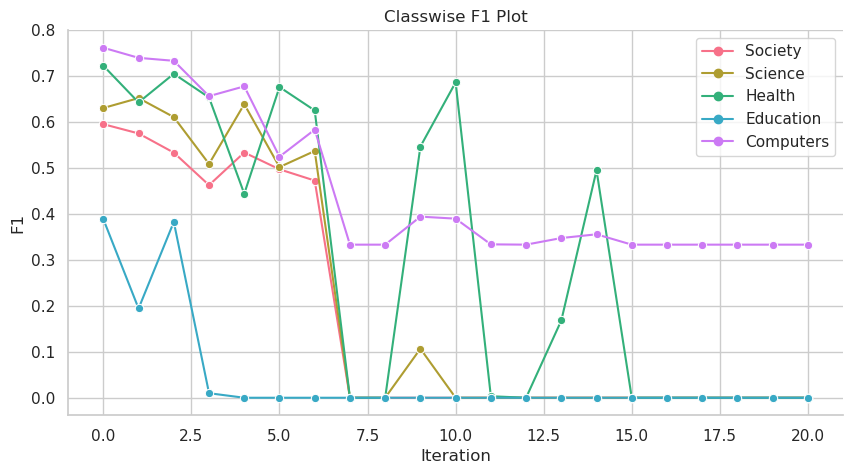 Classwise F1 Plot
0.8
0.7
0.6
0.5
0.4
0.3
0.2
0.1
0.0
F1
Society
Science
Health
Education
Computers
0.0 2.5 5.0 7.5 10.0 12.5 15.0 17.5 20.0
Iteration